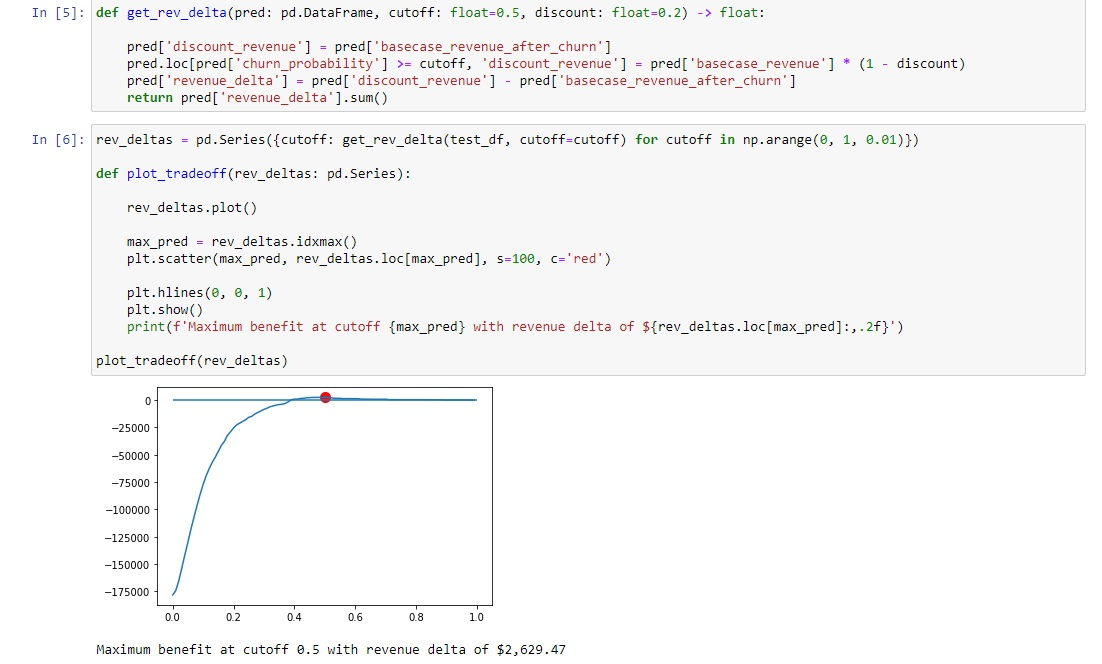 In [5]: def get_rev_delta(pred: pd.DataFrame, cutoff: float=0.5, discount: float=0.2) -> float:
pred['discount_revenue'] = pred['basecase_revenue_after_churn']
pred.loc[pred['churn_probability'] >= cutoff, 'discount_revenue'] = pred['basecase_revenue'] * (1 - discount)
pred['revenue_delta'] = pred['discount_revenue'] - pred['basecase_revenue_after_churn']
return pred['revenue_delta'].sum()
In [6]: rev_deltas = pd.Series({cutoff: get_rev_delta(test_df, cutoff=cutoff) for cutoff in np.arange(0, 1, 0.01)})
def plot_tradeoff(rev_deltas: pd.Series):
rev_deltas.plot()
max_pred = rev_deltas.idxmax()
plt.scatter(max_pred, rev_deltas.loc[max_pred], s=100, c='red')
plt.hlines(0, 0, 1)
plt.show()
print(f'Maximum benefit at cutoff {max_pred} with revenue delta of ${rev_deltas.loc[max_pred]:,.2f}')
plot_tradeoff(rev_deltas)
0
−25000
−50000
−75000
−100000
−125000
−150000
−175000
0.0 0.2 0.4 0.6 0.8 1.0
Maximum benefit at cutoff 0.5 with revenue delta of $2,629.47